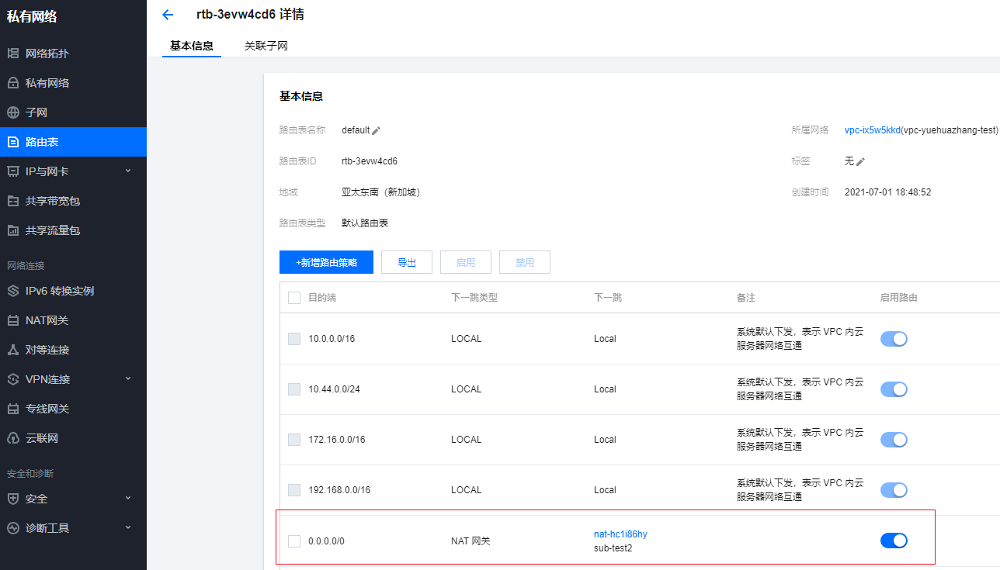 私有网络
网络拓扑
私有网络
子网
路由表
IP与网卡
共享带宽包
共享流量包
网络连接
IPv6 转换实例
NAT网关
对等连接
VPN连接
专线网关
云联网
安全和诊断
安全
诊断工具
rtb-3evw4cd6 详情
基本信息 关联子网
基本信息
路由表名称 default 所属网络 vpc-ix5w5kkd(vpc-yuehuazhang-test)
路由表ID rtb-3evw4cd6 标签 无
地域 亚太东南（新加坡） 创建时间 2021-07-01 18:48:52
路由表类型 默认路由表
+新增路由策略 导出 启用 禁用
目的端 下一跳类型 下一跳 备注 启用路由
10.0.0.0/16 LOCAL Local 系统默认下发，表示 VPC 内云
服务器网络互通
10.44.0.0/24 LOCAL Local 系统默认下发，表示 VPC 内云
服务器网络互通
172.16.0.0/16 LOCAL Local 系统默认下发，表示 VPC 内云
服务器网络互通
192.168.0.0/16 LOCAL Local 系统默认下发，表示 VPC 内云
服务器网络互通
0.0.0.0/0 NAT 网关 nat-hc1i86hy
sub-test2